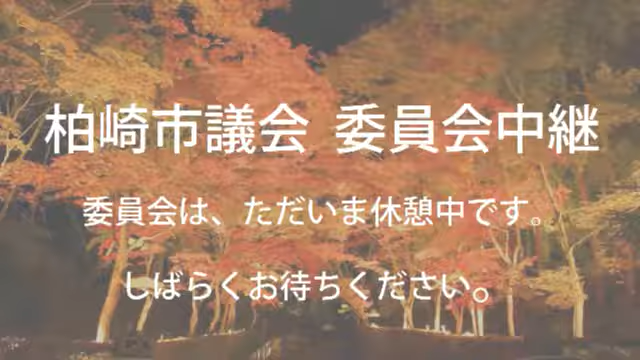 柏崎市議会 委員会中継
委員会は、ただいま休憩中です。
しばらくお待ちください。